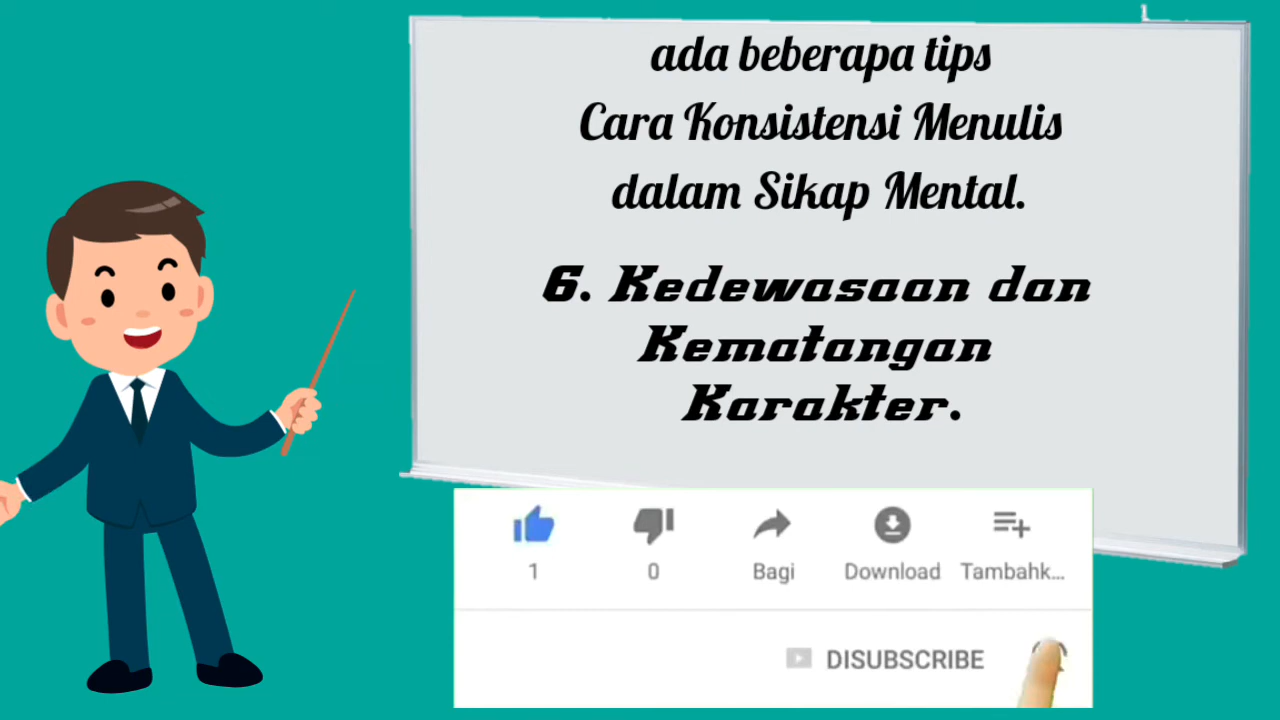 ada beberapa tips
Cara Konsistensi Menulis
dalam Sikap Mental.
6. Kedewasaan dan
Kematangan
Karakter.
1 0 Bagi Download Tambahk...
DISUBSCRIBE